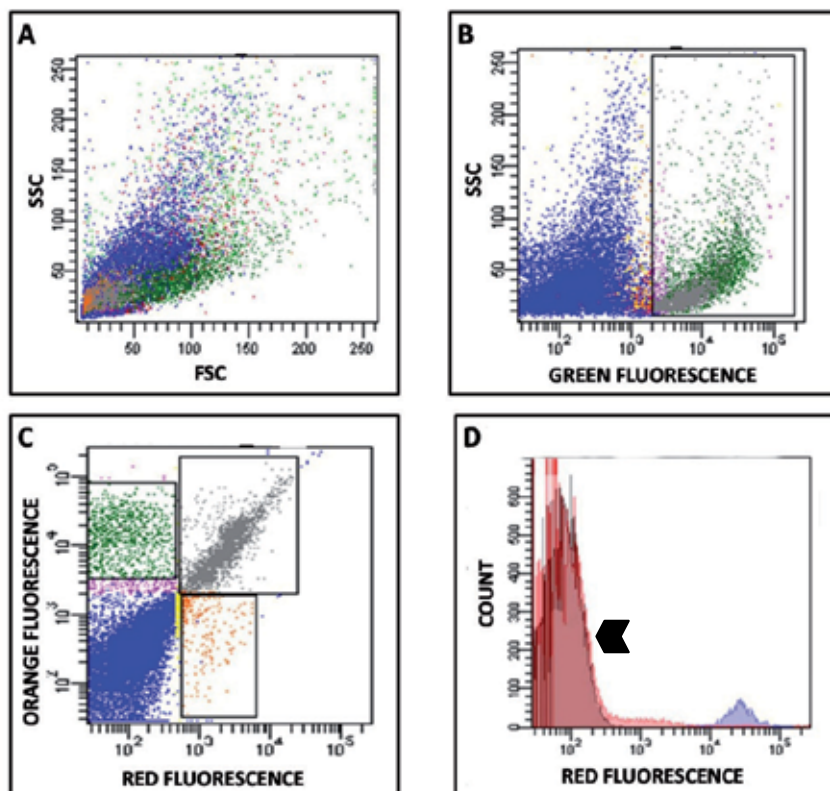 A
SSC
250
200
150
100
50
50 100 150 200 250
FSC
B
SSC
250
200
150
100
50
10² 10³ 10⁴ 10⁵
GREEN FLUORESCENCE
C
ORANGE FLUORESCENCE
10⁴
10³
10²
10² 10³ 10⁴ 10⁵
RED FLUORESCENCE
D
COUNT
600
500
400
300
200
100
0
10² 10³ 10⁴ 10⁵
RED FLUORESCENCE